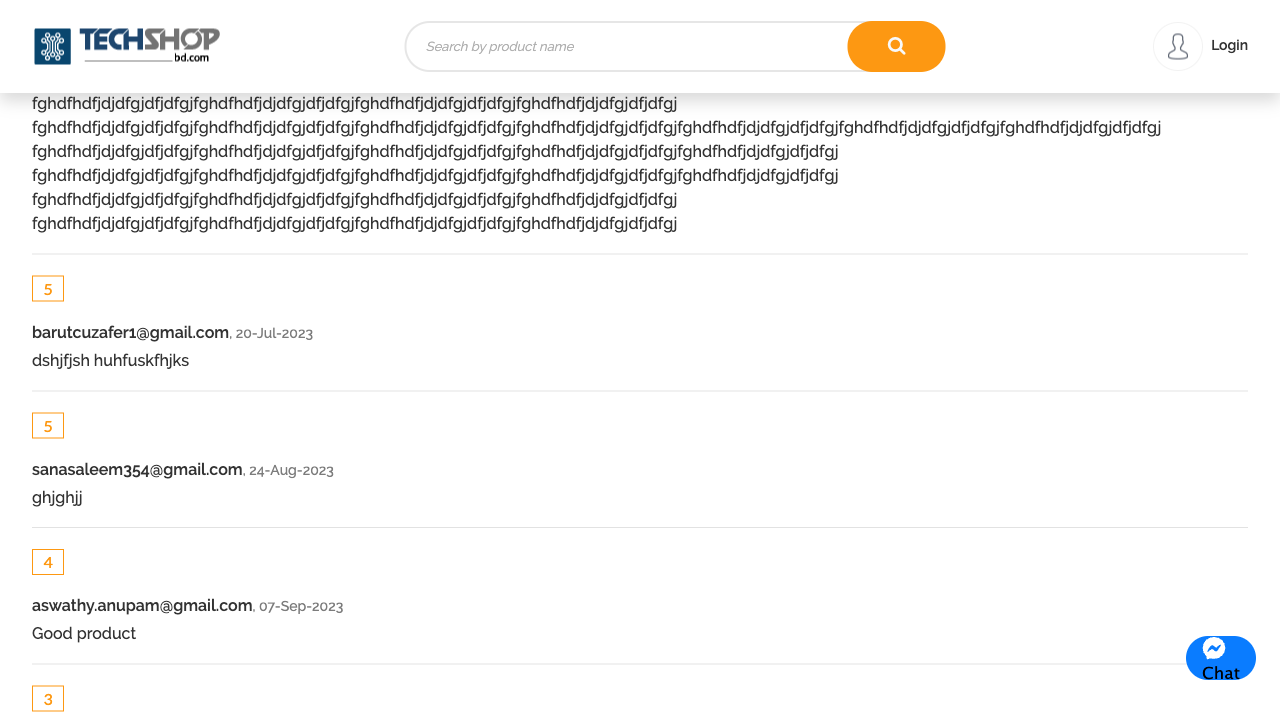 TECHSHOP
bd.com
Search by product name
Login
fghdfhdfjdjdfgjdfjdfgjfghdfhdfjdjdfgjdfjdfgjfghdfhdfjdjdfgjdfjdfgjfghdfhdfjdjdfgjdfjdfgj
fghdfhdfjdjdfgjdfjdfgjfghdfhdfjdjdfgjdfjdfgjfghdfhdfjdjdfgjdfjdfgjfghdfhdfjdjdfgjdfjdfgjfghdfhdfjdjdfgjdfjdfgjfghdfhdfjdjdfgjdfjdfgjfghdfhdfjdjdfgjdfjdfgj
fghdfhdfjdjdfgjdfjdfgjfghdfhdfjdjdfgjdfjdfgjfghdfhdfjdjdfgjdfjdfgjfghdfhdfjdjdfgjdfjdfgjfghdfhdfjdjdfgjdfjdfgj
fghdfhdfjdjdfgjdfjdfgjfghdfhdfjdjdfgjdfjdfgjfghdfhdfjdjdfgjdfjdfgjfghdfhdfjdjdfgjdfjdfgjfghdfhdfjdjdfgjdfjdfgj
fghdfhdfjdjdfgjdfjdfgjfghdfhdfjdjdfgjdfjdfgjfghdfhdfjdjdfgjdfjdfgjfghdfhdfjdjdfgjdfjdfgj
fghdfhdfjdjdfgjdfjdfgjfghdfhdfjdjdfgjdfjdfgjfghdfhdfjdjdfgjdfjdfgjfghdfhdfjdjdfgjdfjdfgj
5
barutcuzafer1@gmail.com, 20-Jul-2023
dshjfjsh huhfuskfhjks
5
sanasaleem354@gmail.com, 24-Aug-2023
ghjghjj
4
aswathy.anupam@gmail.com, 07-Sep-2023
Good product
Chat
3